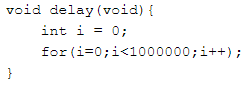 void delay(void){
    int i = 0;
    for(i=0;i<1000000;i++);
}